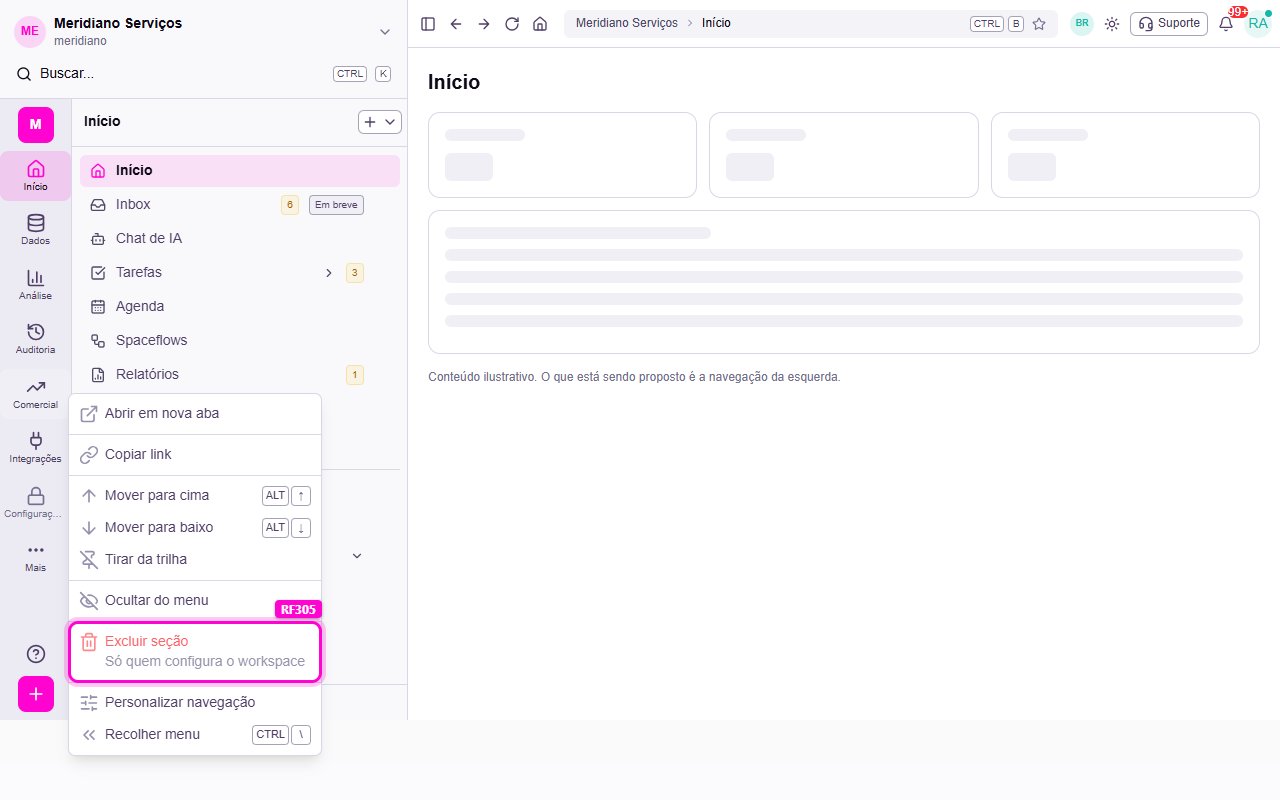 ME
Meridiano Serviços
meridiano
Buscar...
CTRL K
Meridiano Serviços › Início
CTRL B
BR
Suporte
99+
RA
M
Início
Dados
Análise
Auditoria
Comercial
Integrações
Configuraç...
Mais
Início
Início
Inbox 6 Em breve
Chat de IA
Tarefas 3
Agenda
Spaceflows
Relatórios 1
Abrir em nova aba
Copiar link
Mover para cima ALT ↑
Mover para baixo ALT ↓
Tirar da trilha
Ocultar do menu
RF305
Excluir seção
Só quem configura o workspace
Personalizar navegação
Recolher menu CTRL \
Início
Conteúdo ilustrativo. O que está sendo proposto é a navegação da esquerda.